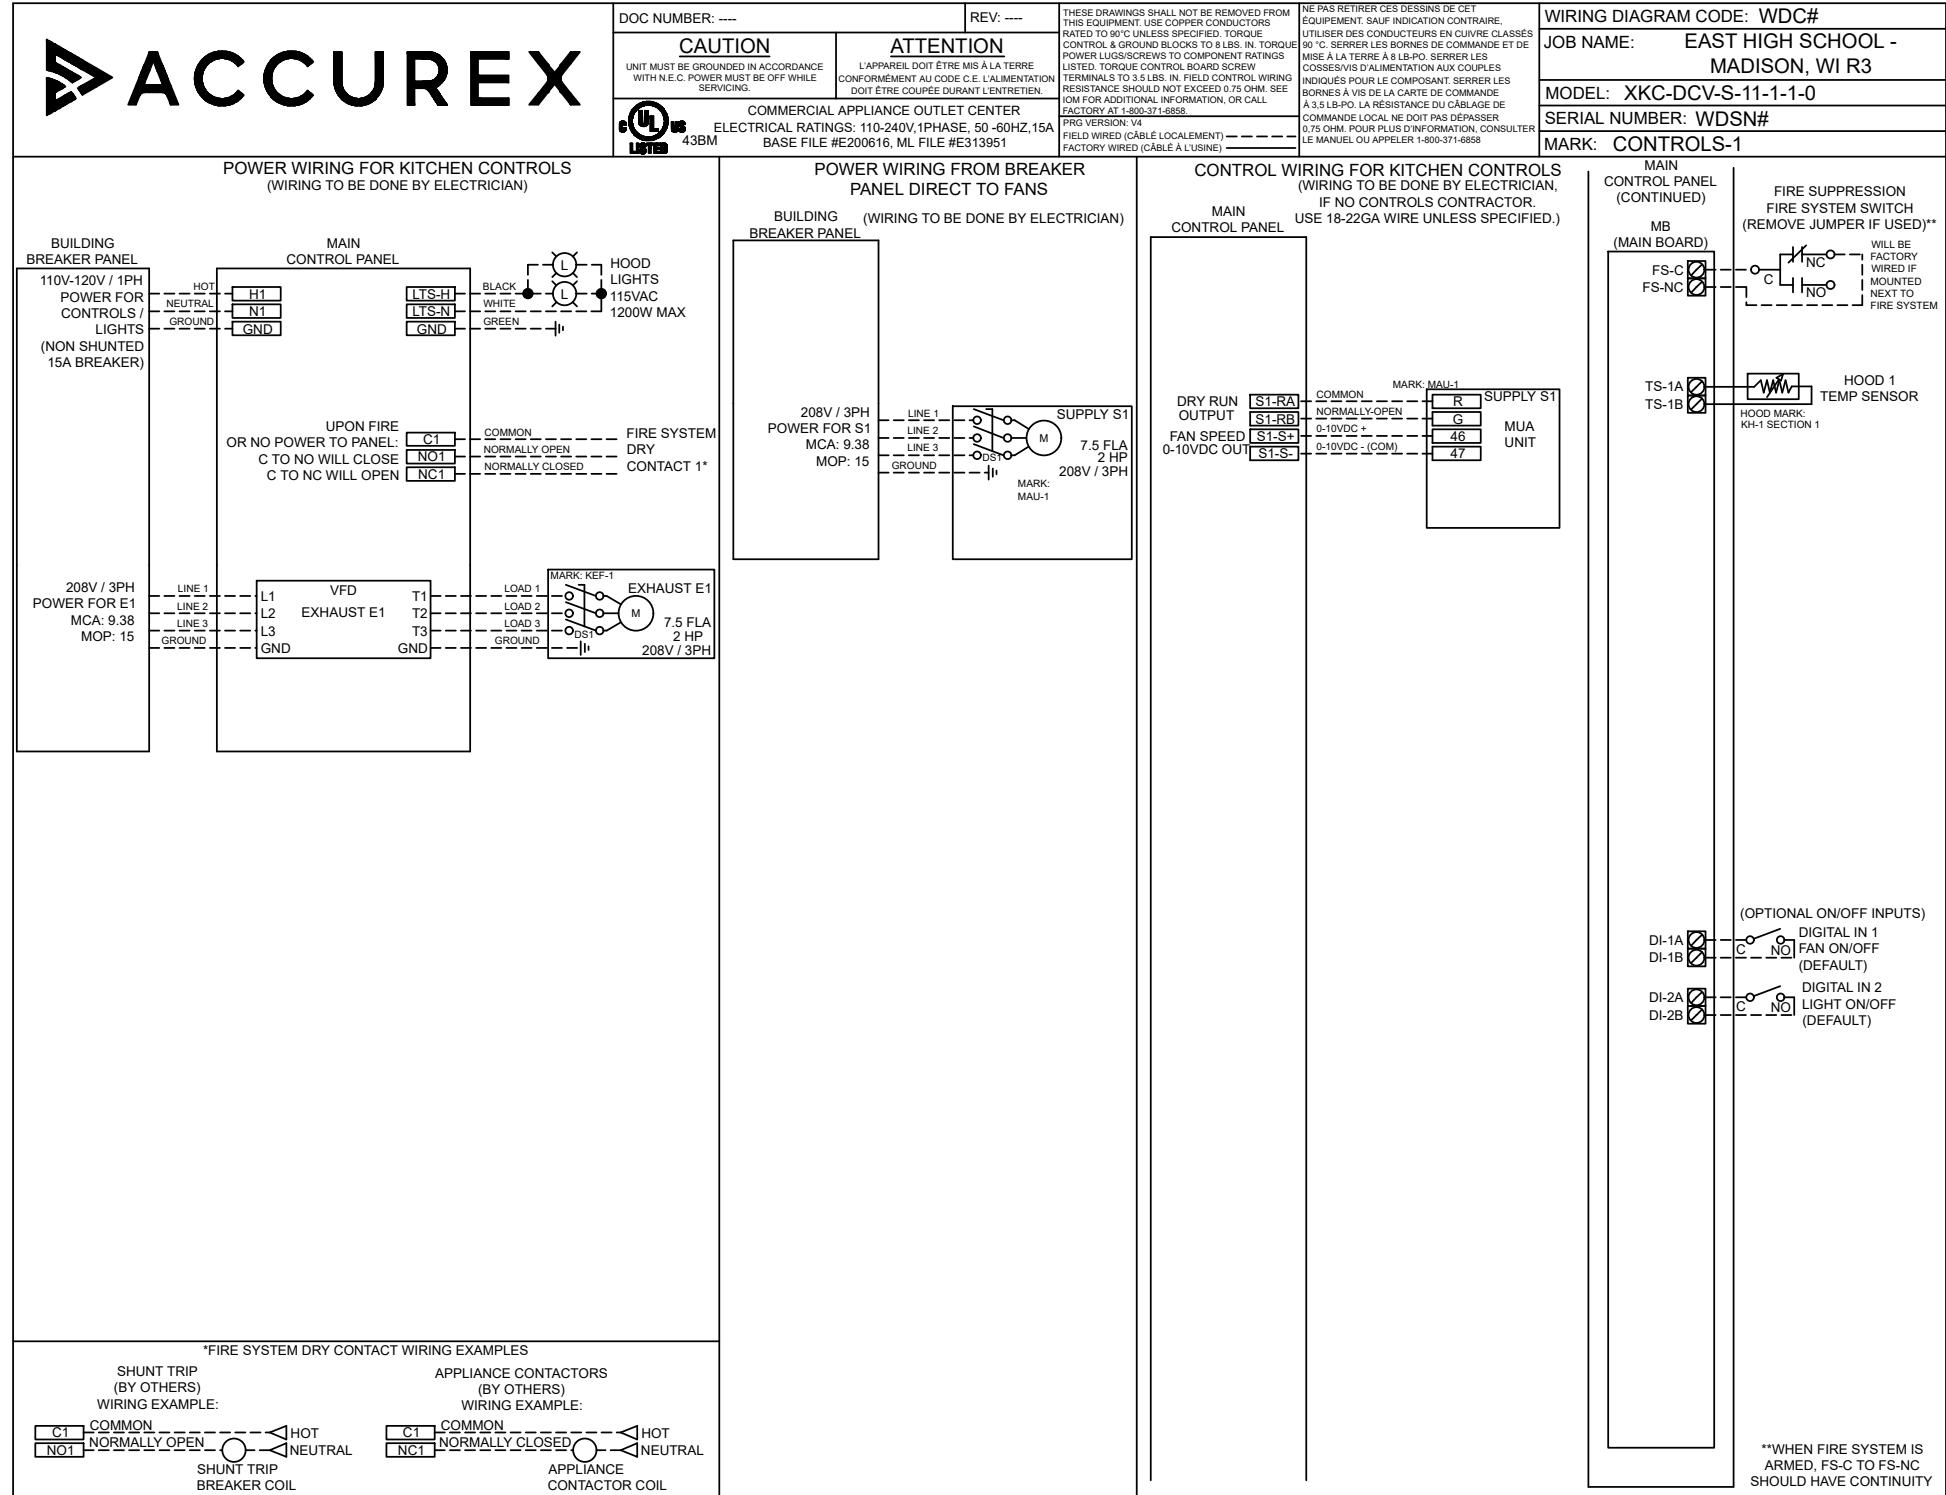 ACCUREX
DOC NUMBER: ----
REV: ----
CAUTION
UNIT MUST BE GROUNDED IN ACCORDANCE
WITH N.E.C. POWER MUST BE OFF WHILE
SERVICING.
ATTENTION
L'APPAREIL DOIT ÊTRE MIS À LA TERRE
CONFORMÉMENT AU CODE C.E. L'ALIMENTATION
DOIT ÊTRE COUPÉE DURANT L'ENTRETIEN.
C UL US
LISTED
43BM
COMMERCIAL APPLIANCE OUTLET CENTER
ELECTRICAL RATINGS: 110-240V,1PHASE, 50 -60HZ,15A
BASE FILE #E200616, ML FILE #E313951
THESE DRAWINGS SHALL NOT BE REMOVED FROM
THIS EQUIPMENT. USE COPPER CONDUCTORS
RATED TO 90°C UNLESS SPECIFIED. TORQUE
CONTROL & GROUND BLOCKS TO 8 LBS. IN. TORQUE
POWER LUGS/SCREWS TO COMPONENT RATINGS
LISTED. TORQUE CONTROL BOARD SCREW
TERMINALS TO 3.5 LBS. IN. FIELD CONTROL WIRING
RESISTANCE SHOULD NOT EXCEED 0.75 OHM. SEE
IOM FOR ADDITIONAL INFORMATION, OR CALL
FACTORY AT 1-800-371-6858.
PRG VERSION: V4
FIELD WIRED (CÂBLÉ LOCALEMENT)
FACTORY WIRED (CÂBLÉ À L'USINE)
NE PAS RETIRER CES DESSINS DE CET
ÉQUIPEMENT. SAUF INDICATION CONTRAIRE,
UTILISER DES CONDUCTEURS EN CUIVRE CLASSÉS
90 °C. SERRER LES BORNES DE COMMANDE ET DE
MISE À LA TERRE À 8 LB-PO. SERRER LES
COSSES/VIS D'ALIMENTATION AUX COUPLES
INDIQUÉS POUR LE COMPOSANT. SERRER LES
BORNES À VIS DE LA CARTE DE COMMANDE
À 3,5 LB-PO. LA RÉSISTANCE DU CÂBLAGE DE
COMMANDE LOCAL NE DOIT PAS DÉPASSER
0,75 OHM. POUR PLUS D'INFORMATION, CONSULTER
LE MANUEL OU APPELER 1-800-371-6858
WIRING DIAGRAM CODE: WDC#
JOB NAME: EAST HIGH SCHOOL -
MADISON, WI R3
MODEL: XKC-DCV-S-11-1-1-0
SERIAL NUMBER: WDSN#
MARK: CONTROLS-1
POWER WIRING FOR KITCHEN CONTROLS
(WIRING TO BE DONE BY ELECTRICIAN)
BUILDING
BREAKER PANEL
MAIN
CONTROL PANEL
110V-120V / 1PH
POWER FOR
CONTROLS /
LIGHTS
(NON SHUNTED
15A BREAKER)
HOT
NEUTRAL
GROUND
H1
N1
GND
LTS-H
LTS-N
GND
BLACK
WHITE
GREEN
L
L
HOOD
LIGHTS
115VAC
1200W MAX
UPON FIRE
OR NO POWER TO PANEL:
C TO NO WILL CLOSE
C TO NC WILL OPEN
C1
NO1
NC1
COMMON
NORMALLY OPEN
NORMALLY CLOSED
FIRE SYSTEM
DRY
CONTACT 1*
208V / 3PH
POWER FOR E1
MCA: 9.38
MOP: 15
LINE 1
LINE 2
LINE 3
GROUND
L1
L2
L3
GND
VFD
EXHAUST E1
T1
T2
T3
GND
LOAD 1
LOAD 2
LOAD 3
GROUND
MARK: KEF-1
EXHAUST E1
DS1
M
7.5 FLA
2 HP
208V / 3PH
*FIRE SYSTEM DRY CONTACT WIRING EXAMPLES
SHUNT TRIP
(BY OTHERS)
WIRING EXAMPLE:
C1
COMMON
HOT
NO1
NORMALLY OPEN
NEUTRAL
SHUNT TRIP
BREAKER COIL
APPLIANCE CONTACTORS
(BY OTHERS)
WIRING EXAMPLE:
C1
COMMON
HOT
NC1
NORMALLY CLOSED
NEUTRAL
APPLIANCE
CONTACTOR COIL
POWER WIRING FROM BREAKER
PANEL DIRECT TO FANS
(WIRING TO BE DONE BY ELECTRICIAN)
BUILDING
BREAKER PANEL
208V / 3PH
POWER FOR S1
MCA: 9.38
MOP: 15
LINE 1
LINE 2
LINE 3
GROUND
SUPPLY S1
DS1
M
7.5 FLA
2 HP
208V / 3PH
MARK:
MAU-1
CONTROL WIRING FOR KITCHEN CONTROLS
(WIRING TO BE DONE BY ELECTRICIAN,
IF NO CONTROLS CONTRACTOR.
USE 18-22GA WIRE UNLESS SPECIFIED.)
MAIN
CONTROL PANEL
DRY RUN
OUTPUT
FAN SPEED
0-10VDC OUT
S1-RA
S1-RB
S1-S+
S1-S-
COMMON
NORMALLY-OPEN
0-10VDC +
0-10VDC - (COM)
MARK: MAU-1
R
G
46
47
SUPPLY S1
MUA
UNIT
MAIN
CONTROL PANEL
(CONTINUED)
MB
(MAIN BOARD)
FS-C
FS-NC
FIRE SUPPRESSION
FIRE SYSTEM SWITCH
(REMOVE JUMPER IF USED)**
C
NC
NO
WILL BE
FACTORY
WIRED IF
MOUNTED
NEXT TO
FIRE SYSTEM
TS-1A
TS-1B
HOOD 1
TEMP SENSOR
HOOD MARK:
KH-1 SECTION 1
(OPTIONAL ON/OFF INPUTS)
DI-1A
DI-1B
C
NO
DIGITAL IN 1
FAN ON/OFF
(DEFAULT)
DI-2A
DI-2B
C
NO
DIGITAL IN 2
LIGHT ON/OFF
(DEFAULT)
**WHEN FIRE SYSTEM IS
ARMED, FS-C TO FS-NC
SHOULD HAVE CONTINUITY